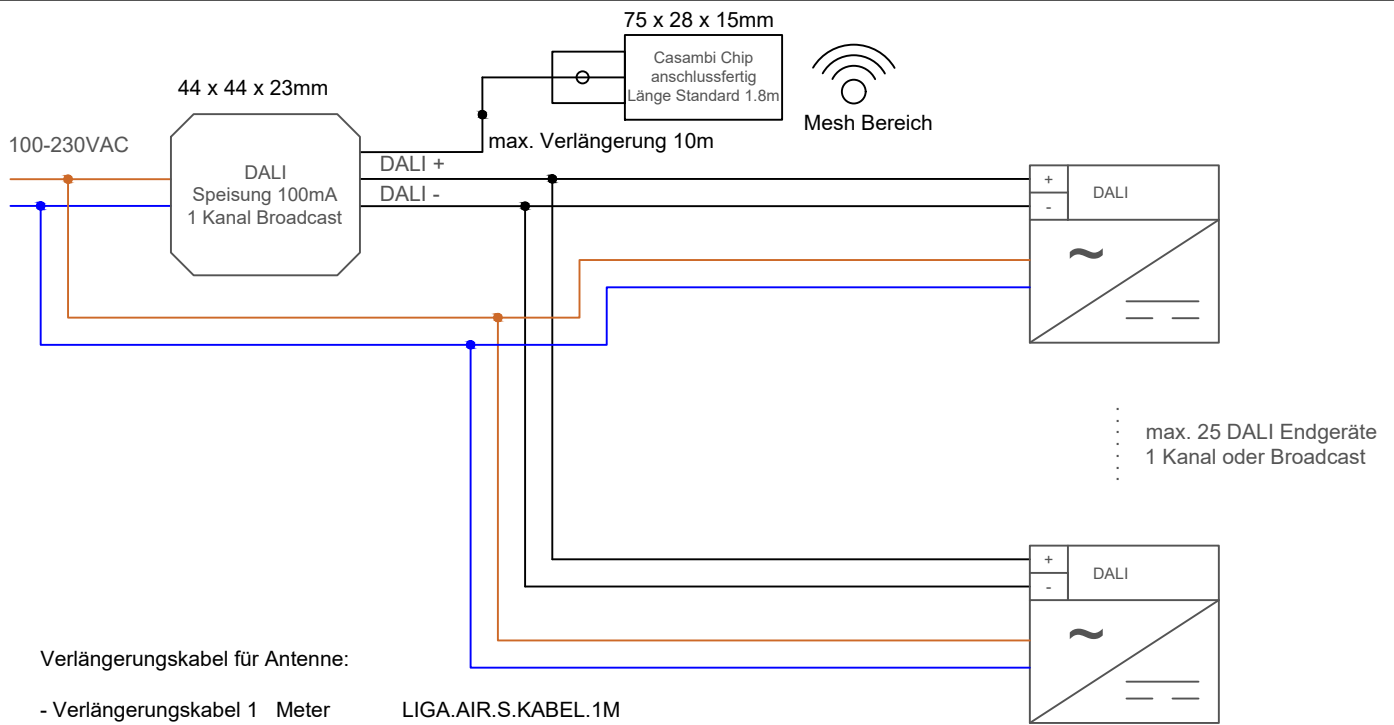 75 x 28 x 15mm
Casambi Chip
anschlussfertig
Länge Standard 1.8m
Mesh Bereich
44 x 44 x 23mm
max. Verlängerung 10m
100-230VAC
DALI
Speisung 100mA
1 Kanal Broadcast
DALI +
DALI -
+
-
DALI
~
max. 25 DALI Endgeräte
1 Kanal oder Broadcast
+
-
DALI
~
Verlängerungskabel für Antenne:
- Verlängerungskabel 1 Meter LIGA.AIR.S.KABEL.1M